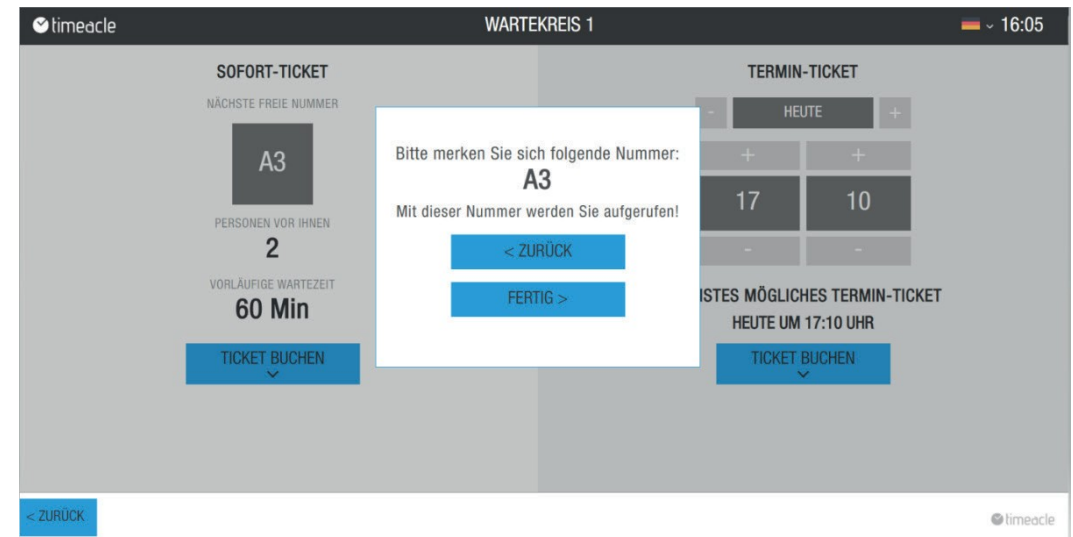 timeacle
WARTEKREIS 1
16:05
SOFORT-TICKET
NÄCHSTE FREIE NUMMER
A3
PERSONEN VOR IHNEN
2
VORLÄUFIGE WARTEZEIT
60 Min
TICKET BUCHEN
Bitte merken Sie sich folgende Nummer:
A3
Mit dieser Nummer werden Sie aufgerufen!
< ZURÜCK
FERTIG >
TERMIN-TICKET
- HEUTE +
+ +
17 10
- -
STES MÖGLICHES TERMIN-TICKET
HEUTE UM 17:10 UHR
TICKET BUCHEN
< ZURÜCK
timeacle